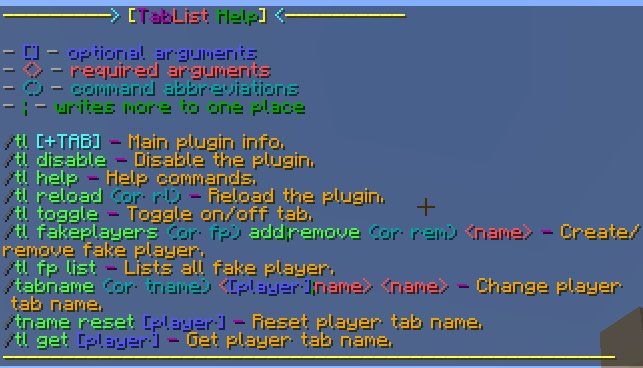 > [TabList Help] <
- [] - optional arguments
- <> - required arguments
- () - command abbreviations
- ; - writes more to one place
/tl [+TAB] - Main plugin info.
/tl disable - Disable the plugin.
/tl help - Help commands.
/tl reload (or rl) - Reload the plugin.
/tl toggle - Toggle on/off tab.
/tl fakeplayers (or fp) add;remove (or rem) <name> - Create/
remove fake player.
/tl fp list - Lists all fake player.
/tabname (or tname) <[player];name> <name> - Change player
tab name.
/tname reset [player] - Reset player tab name.
/tl get [player] - Get player tab name.